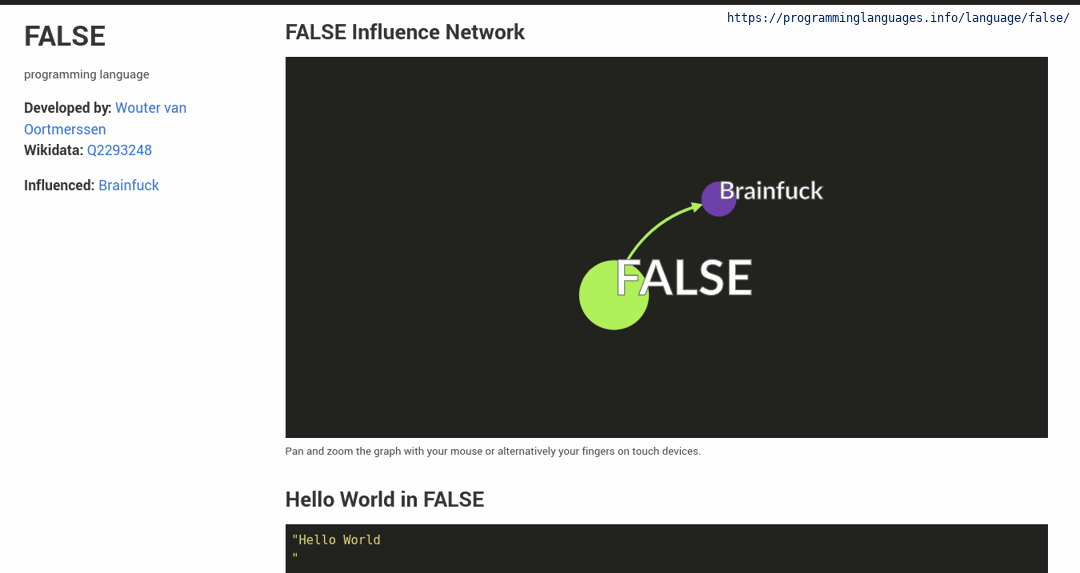 https://programminglanguages.info/language/false/
FALSE
programming language
Developed by: Wouter van
Oortmerssen
Wikidata: Q2293248
Influenced: Brainfuck
FALSE Influence Network
Brainfuck
FALSE
Pan and zoom the graph with your mouse or alternatively your fingers on touch devices.
Hello World in FALSE
"Hello World
"